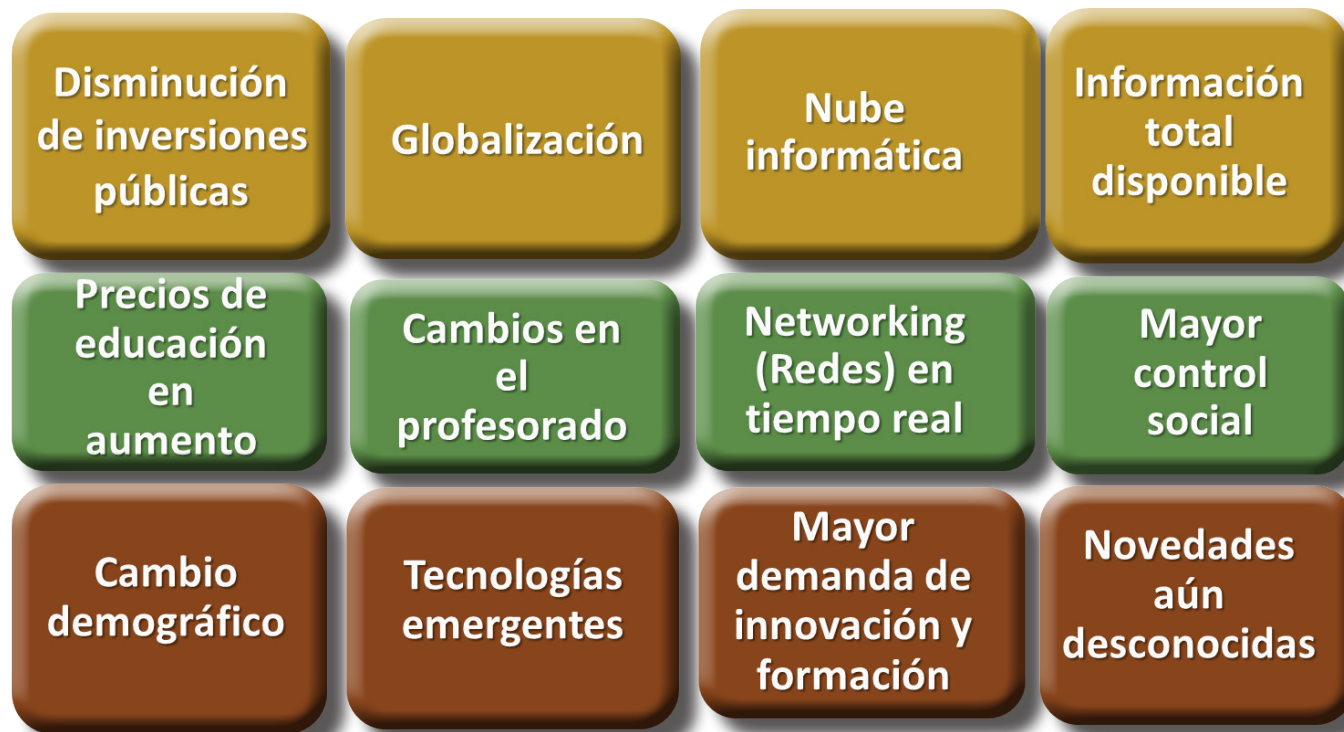 Disminución
de inversiones
públicas
Globalización
Nube
informática
Información
total
disponible
Precios de
educación
en
aumento
Cambios en
el
profesorado
Networking
(Redes) en
tiempo real
Mayor
control
social
Cambio
demográfico
Tecnologías
emergentes
Mayor
demanda de
innovación y
formación
Novedades
aún
desconocidas